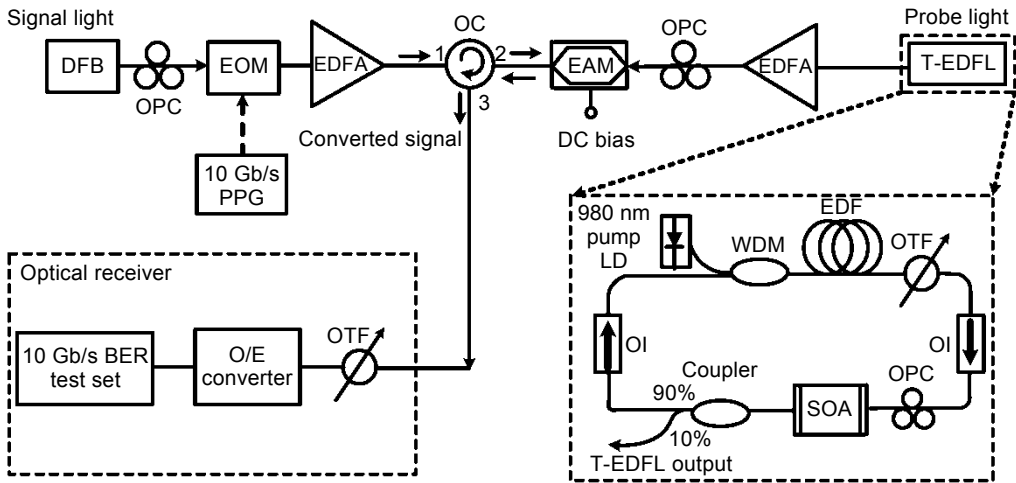 Signal light
DFB
OPC
EOM
EDFA
10 Gb/s
PPG
OC
1
2
3
Converted signal
EAM
DC bias
OPC
EDFA
Probe light
T-EDFL
Optical receiver
10 Gb/s BER
test set
O/E
converter
OTF
980 nm
pump
LD
WDM
EDF
OTF
OI
OI
Coupler
90%
10%
SOA
OPC
T-EDFL output